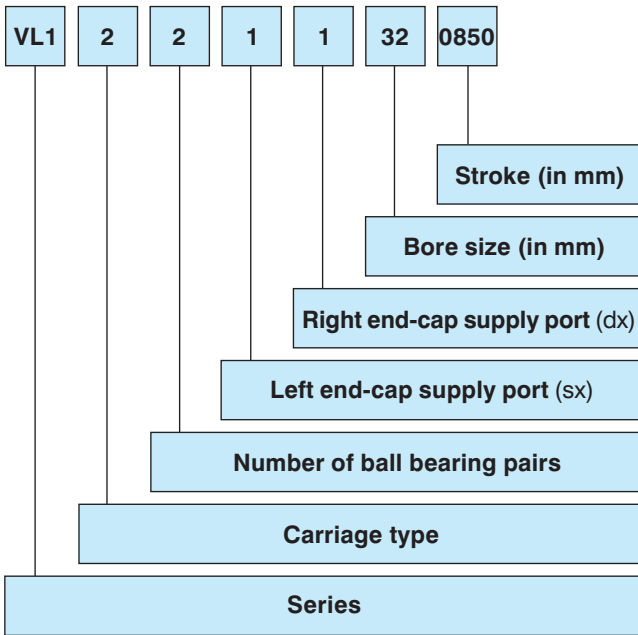 VL1 2 2 1 1 32 0850
Stroke (in mm)
Bore size (in mm)
Right end-cap supply port (dx)
Left end-cap supply port (sx)
Number of ball bearing pairs
Carriage type
Series